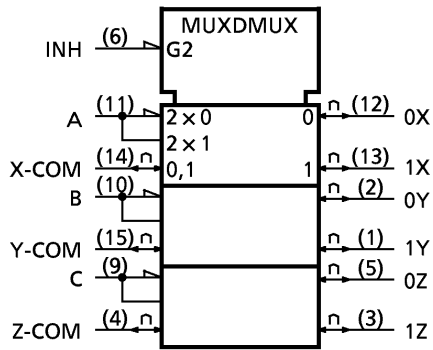 MUXDMUX
INH (6) G2
A (11) 2×0 0 ∩ (12) 0X
2×1
X-COM (14) ∩ 0,1 1 ∩ (13) 1X
B (10) ∩ (2) 0Y
Y-COM (15) ∩ ∩ (1) 1Y
C (9) ∩ (5) 0Z
Z-COM (4) ∩ ∩ (3) 1Z